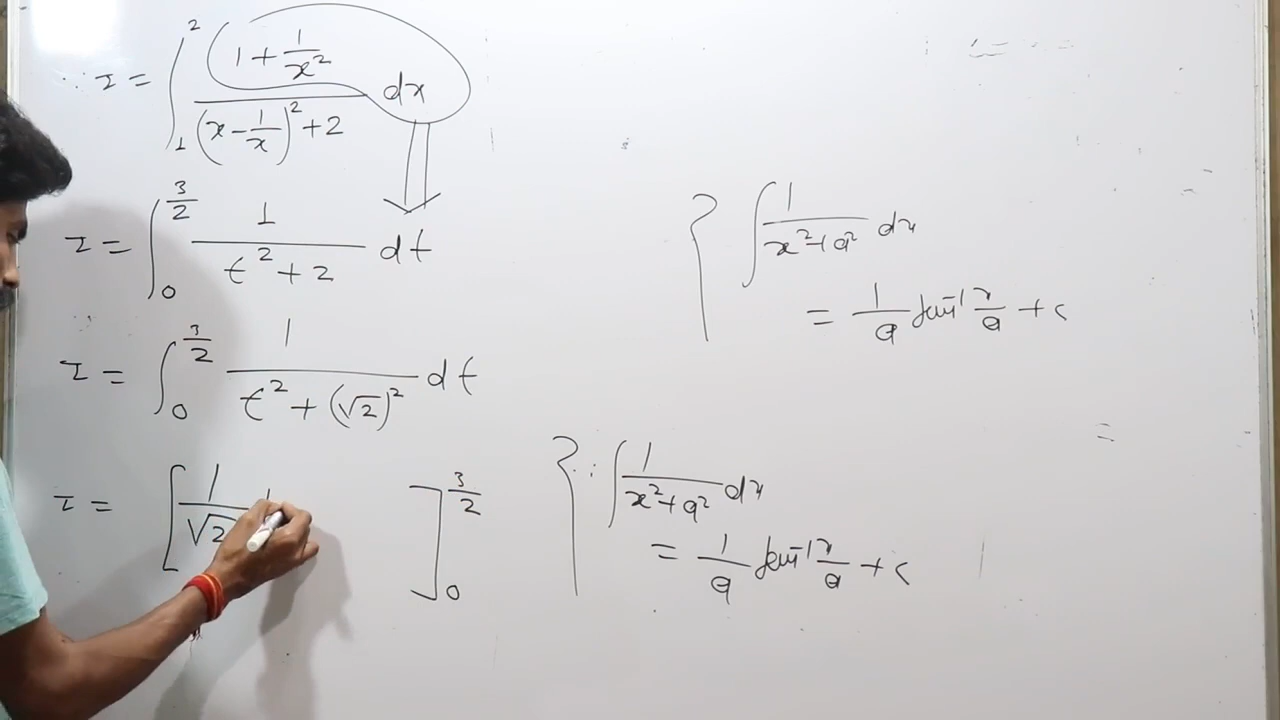 ∴ I = ∫₁² (1 + 1/x²) / ((x - 1/x)² + 2) dx
I = ∫₀^(3/2) 1 / (t² + 2) dt
I = ∫₀^(3/2) 1 / (t² + (√2)²) dt
I = [1/√2 ]₀^(3/2)
{ ∫ 1 / (x² + a²) dx
= 1/a tan⁻¹ x/a + c
{ ∵ ∫ 1 / (x² + a²) dx
= 1/a tan⁻¹ x/a + c
=